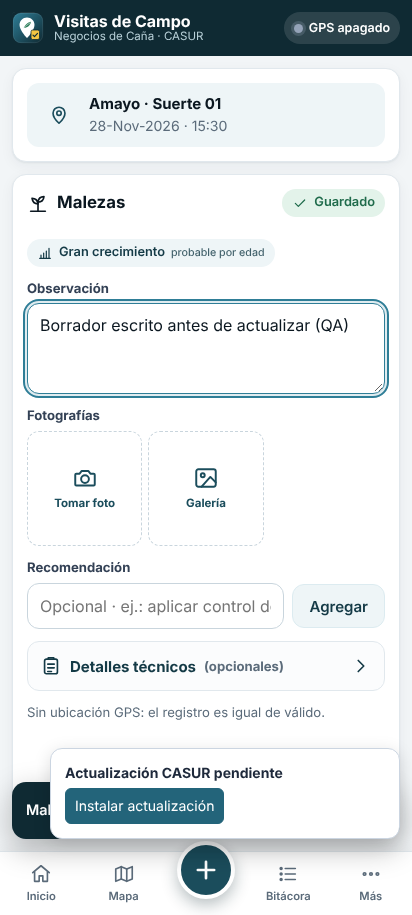 Visitas de Campo
Negocios de Caña · CASUR
GPS apagado
Amayo · Suerte 01
28-Nov-2026 · 15:30
Malezas
Guardado
Gran crecimiento probable por edad
Observación
Borrador escrito antes de actualizar (QA)
Fotografías
Tomar foto
Galería
Recomendación
Opcional · ej.: aplicar control d
Agregar
Detalles técnicos (opcionales)
Sin ubicación GPS: el registro es igual de válido.
Actualización CASUR pendiente
Instalar actualización
Inicio
Mapa
Bitácora
Más